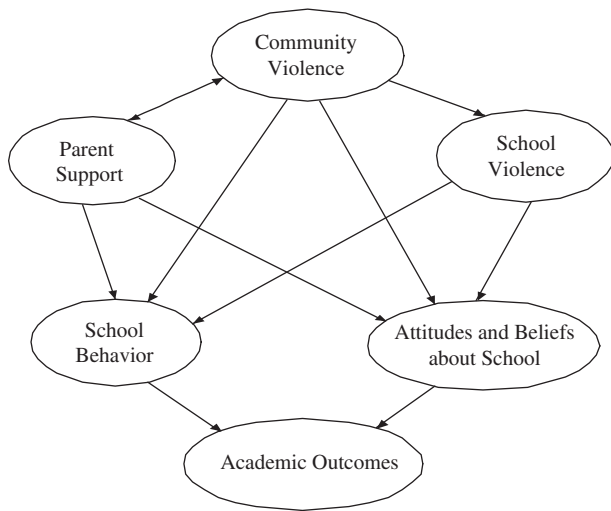 Community
Violence
Parent
Support
School
Violence
School
Behavior
Attitudes and Beliefs
about School
Academic Outcomes